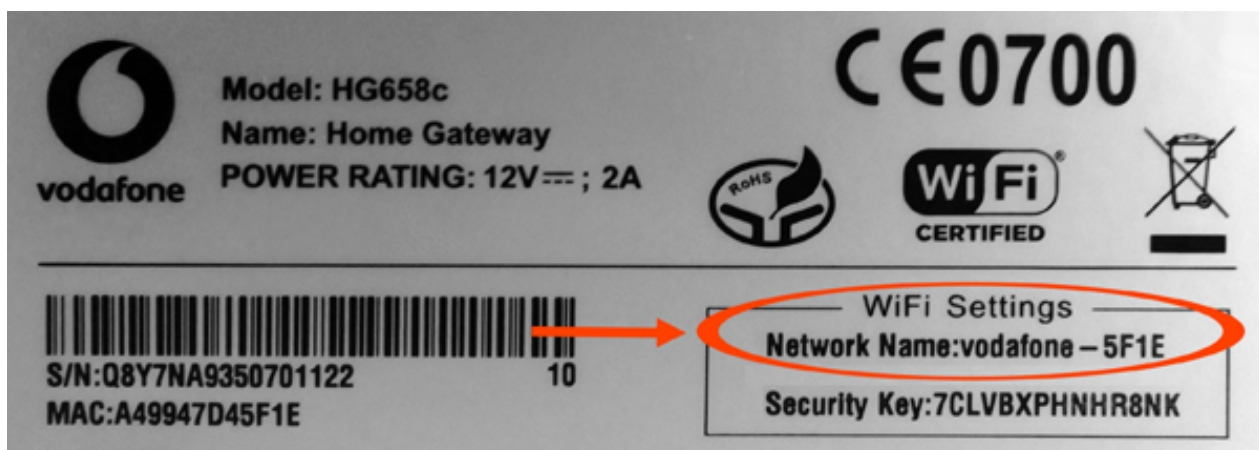 vodafone
Model: HG658c
Name: Home Gateway
POWER RATING: 12V⎓; 2A
CE0700
RoHS
WiFi®
CERTIFIED
S/N:Q8Y7NA9350701122 10
MAC:A49947D45F1E
WiFi Settings
Network Name:vodafone–5F1E
Security Key:7CLVBXPHNHR8NK